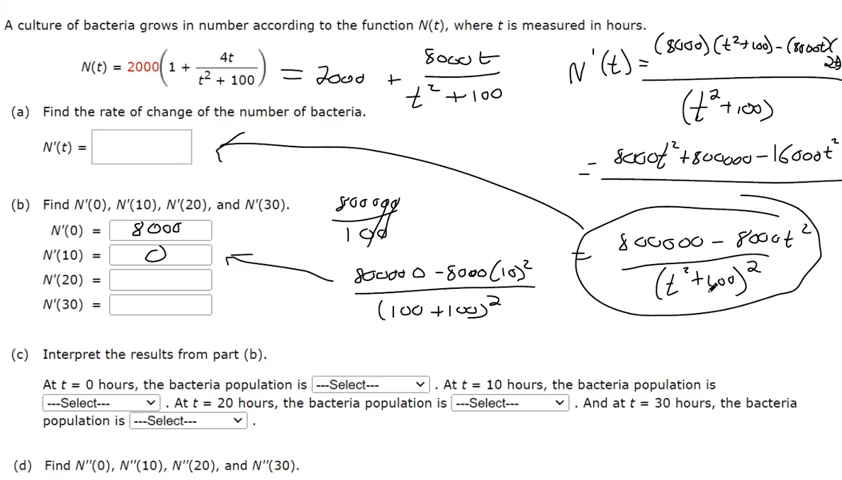 A culture of bacteria grows in number according to the function N(t), where t is measured in hours.
N(t) = 2000(1 + 4t / (t² + 100)) = 2000 + 8000t / (t² + 100)
N'(t) = (8000)(t²+100) - (8000t)(2t) / (t² + 100)
= 8000t² + 800000 - 16000t²
= 800000 - 8000t² / (t² + 100)²
(a) Find the rate of change of the number of bacteria.
N'(t) =
(b) Find N'(0), N'(10), N'(20), and N'(30).
N'(0) = 8000
800000 / 100
N'(10) = 0
800000 - 8000(10)² / (100 + 100)²
N'(20) =
N'(30) =
(c) Interpret the results from part (b).
At t = 0 hours, the bacteria population is ---Select--- . At t = 10 hours, the bacteria population is
---Select--- . At t = 20 hours, the bacteria population is ---Select--- . And at t = 30 hours, the bacteria
population is ---Select--- .
(d) Find N"(0), N"(10), N"(20), and N"(30).